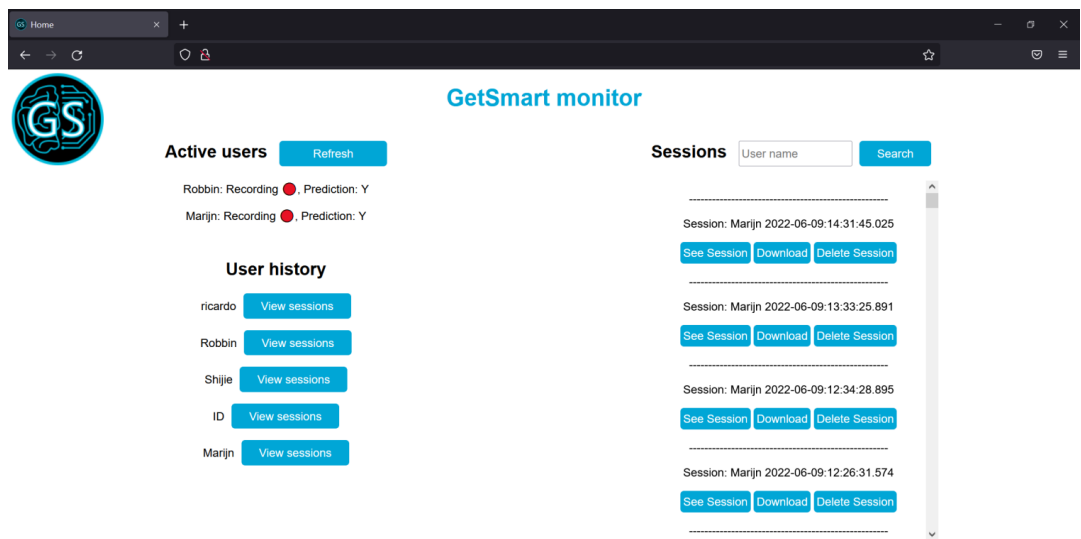 GS Home
GS
GetSmart monitor
Active users Refresh
Robbin: Recording , Prediction: Y
Marijn: Recording , Prediction: Y
User history
ricardo View sessions
Robbin View sessions
Shijie View sessions
ID View sessions
Marijn View sessions
Sessions User name Search
--------------------------------------------------
Session: Marijn 2022-06-09:14:31:45.025
See Session Download Delete Session
--------------------------------------------------
Session: Marijn 2022-06-09:13:33:25.891
See Session Download Delete Session
--------------------------------------------------
Session: Marijn 2022-06-09:12:34:28.895
See Session Download Delete Session
--------------------------------------------------
Session: Marijn 2022-06-09:12:26:31.574
See Session Download Delete Session
--------------------------------------------------